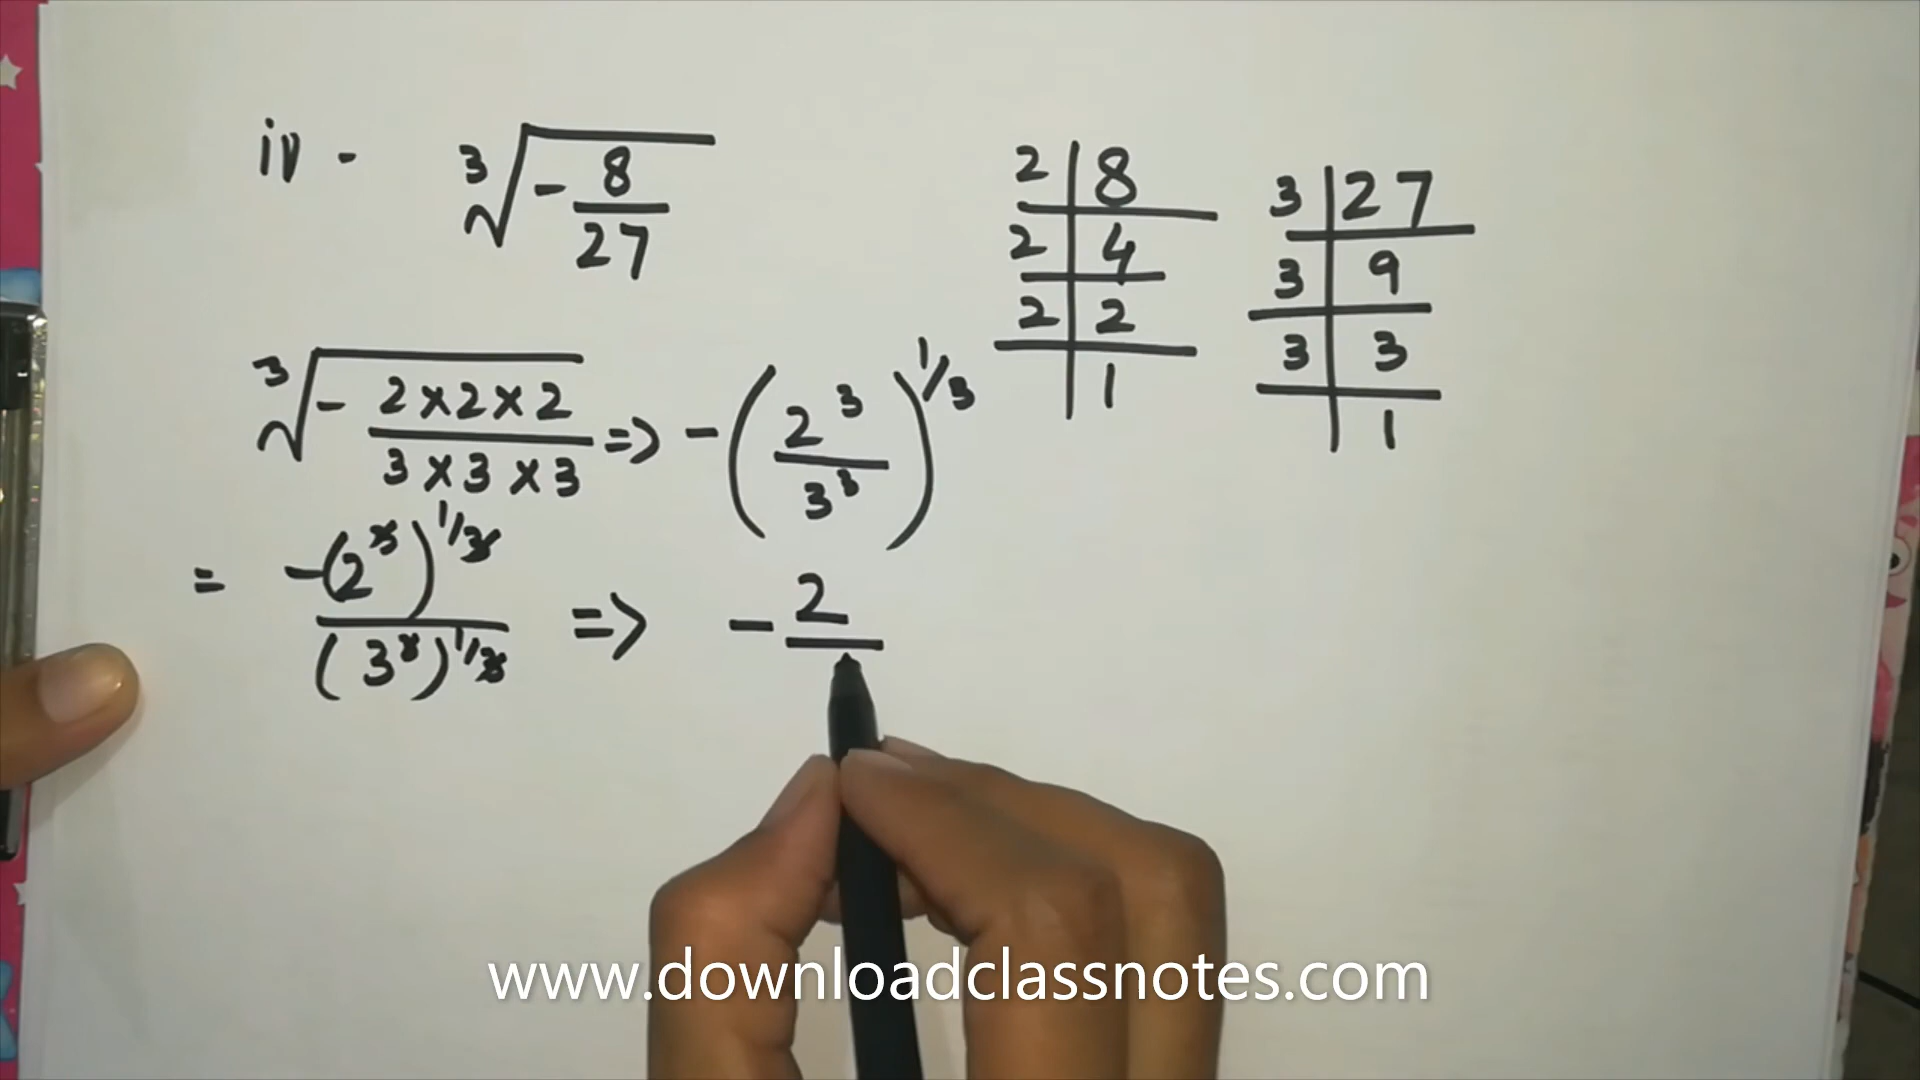 iv - ∛(-8/27)
2 | 8
2 | 4
2 | 2
| 1
3 | 27
3 | 9
3 | 3
| 1
∛(- 2×2×2 / 3×3×3) => -(2³/3³)^1/3
= -(2³)^1/3 / (3³)^1/3 => -2/
www.downloadclassnotes.com